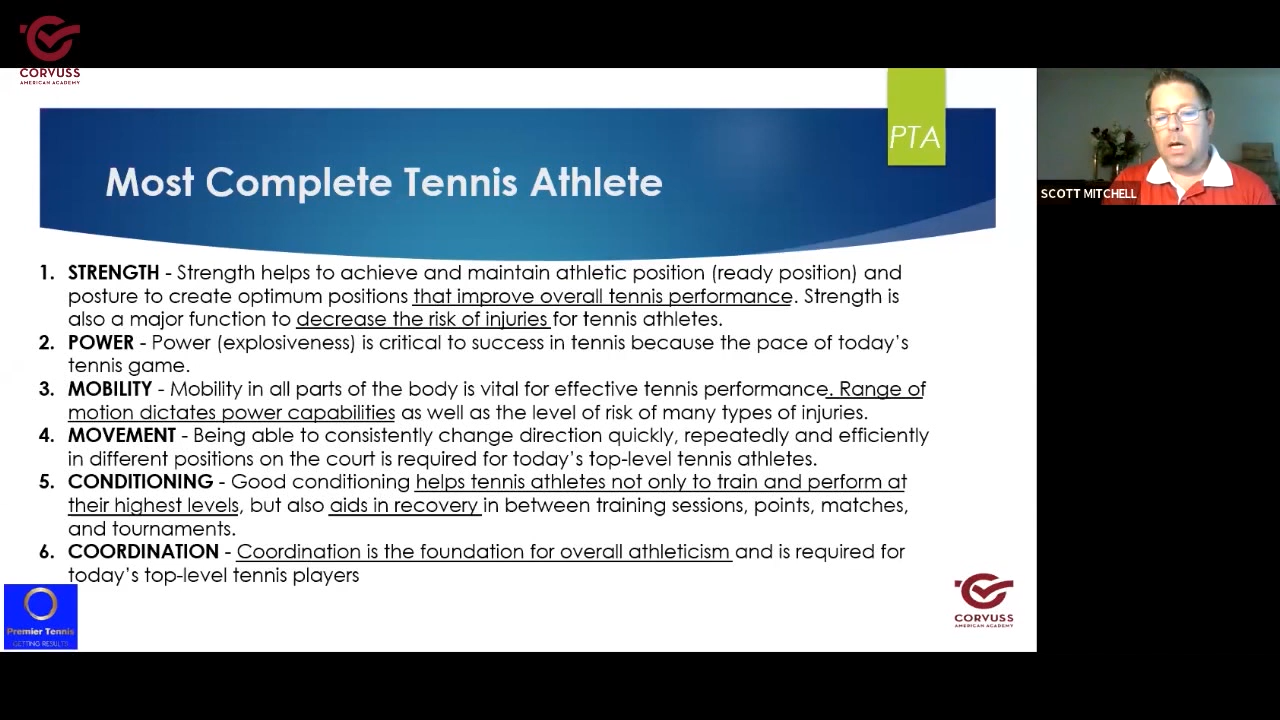 CORVUSS
AMERICAN ACADEMY
PTA
Most Complete Tennis Athlete
SCOTT MITCHELL
1. STRENGTH - Strength helps to achieve and maintain athletic position (ready position) and
posture to create optimum positions that improve overall tennis performance. Strength is
also a major function to decrease the risk of injuries for tennis athletes.
2. POWER - Power (explosiveness) is critical to success in tennis because the pace of today's
tennis game.
3. MOBILITY - Mobility in all parts of the body is vital for effective tennis performance. Range of
motion dictates power capabilities as well as the level of risk of many types of injuries.
4. MOVEMENT - Being able to consistently change direction quickly, repeatedly and efficiently
in different positions on the court is required for today's top-level tennis athletes.
5. CONDITIONING - Good conditioning helps tennis athletes not only to train and perform at
their highest levels, but also aids in recovery in between training sessions, points, matches,
and tournaments.
6. COORDINATION - Coordination is the foundation for overall athleticism and is required for
today's top-level tennis players
Premier Tennis
GETTING RESULTS
CORVUSS
AMERICAN ACADEMY